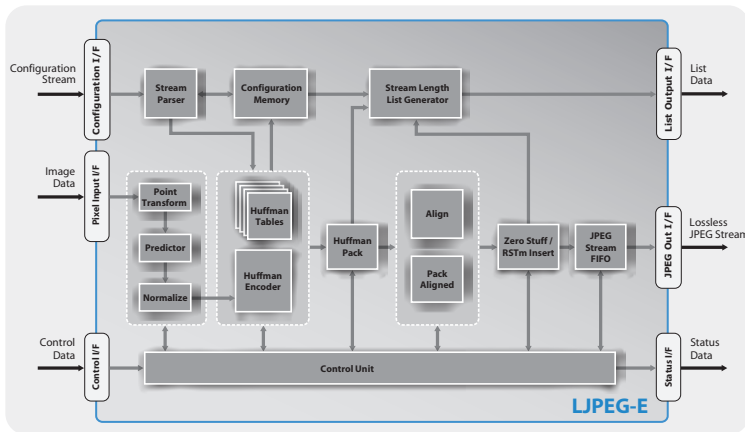 Configuration
Stream
Configuration I/F
Stream
Parser
Configuration
Memory
Stream Length
List Generator
List Output I/F
List
Data
Image
Data
Pixel Input I/F
Point
Transform
Predictor
Normalize
Huffman
Tables
Huffman
Encoder
Huffman
Pack
Align
Pack
Aligned
Zero Stuff /
RSTm Insert
JPEG
Stream
FIFO
JPEG Out I/F
Lossless
JPEG Stream
Control
Data
Control I/F
Control Unit
Status I/F
Status
Data
LJPEG-E